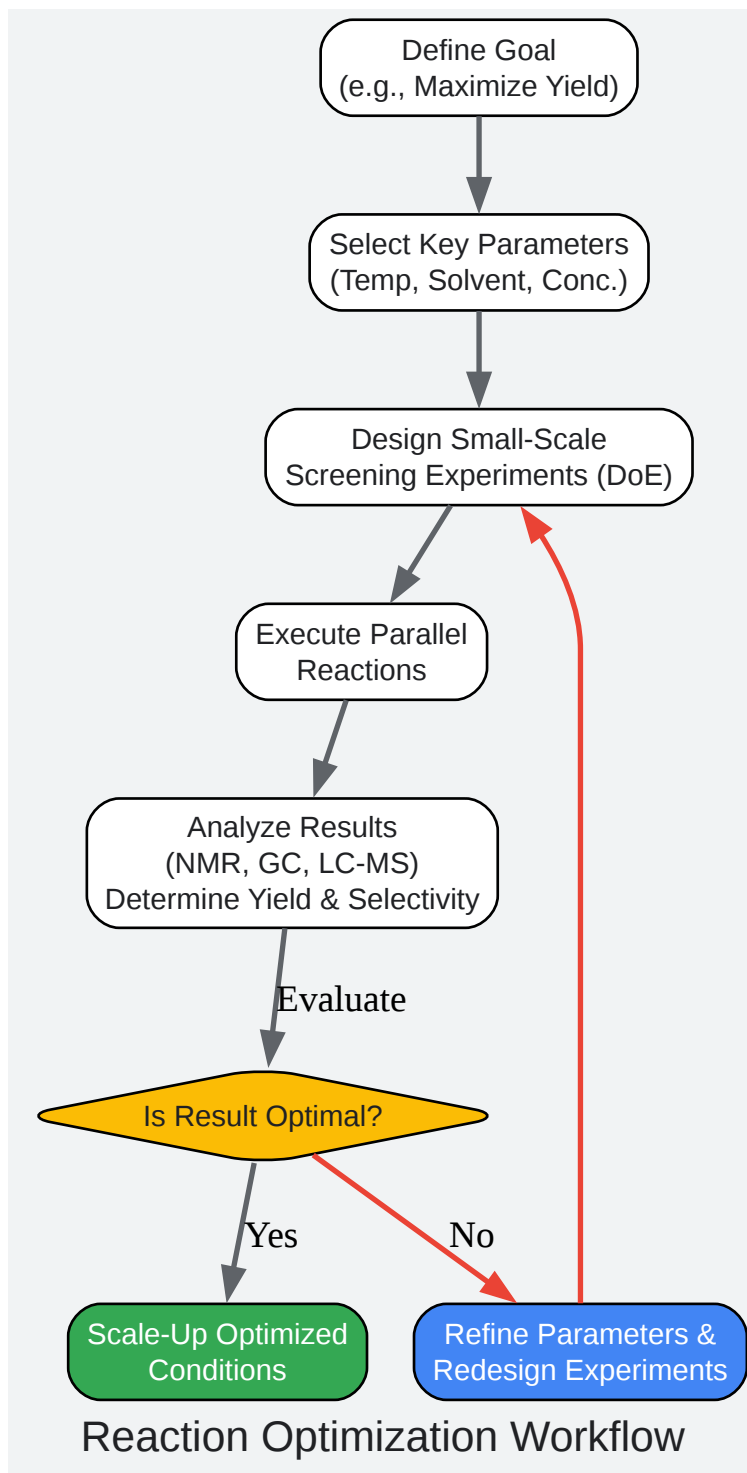 Define Goal
(e.g., Maximize Yield)
Select Key Parameters
(Temp, Solvent, Conc.)
Design Small-Scale
Screening Experiments (DoE)
Execute Parallel
Reactions
Analyze Results
(NMR, GC, LC-MS)
Determine Yield & Selectivity
Evaluate
Is Result Optimal?
Yes
No
Scale-Up Optimized
Conditions
Refine Parameters &
Redesign Experiments
Reaction Optimization Workflow